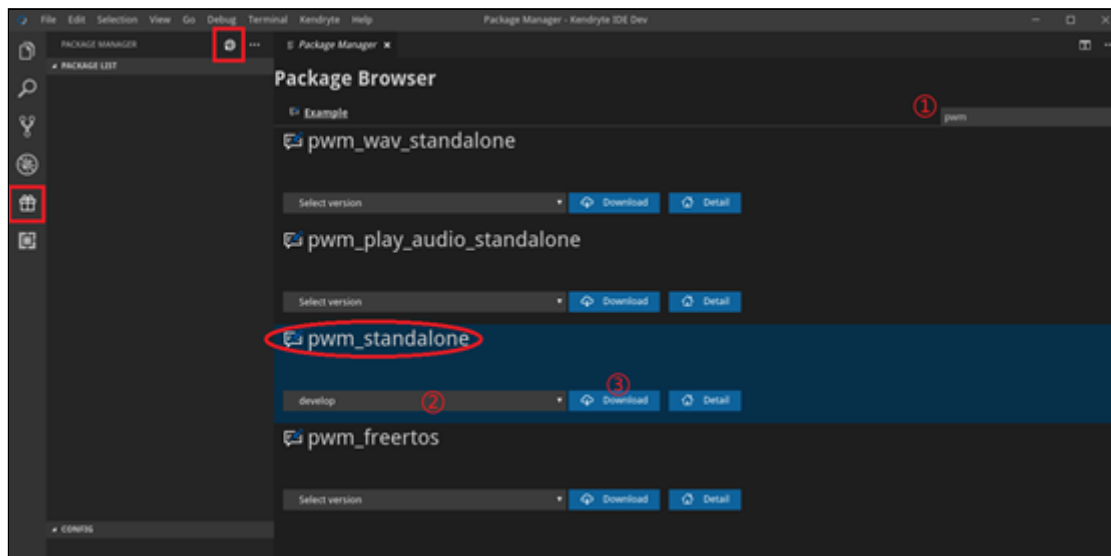 File Edit Selection View Go Debug Terminal Kendryte Help Package Manager - Kendryte IDE Dev
PACKAGE MANAGER
Package Manager
PACKAGE LIST
Package Browser
Example
① pwm
pwm_wav_standalone
Select version Download Detail
pwm_play_audio_standalone
Select version Download Detail
pwm_standalone
develop ② ③ Download Detail
pwm_freertos
Select version Download Detail
CONFIG